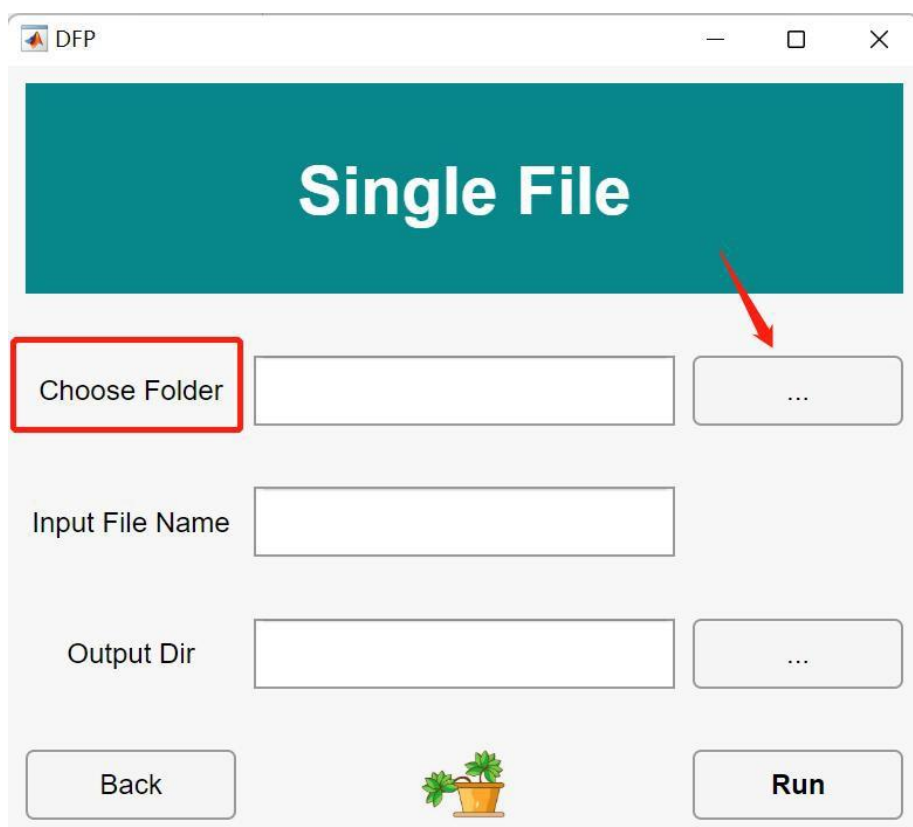 DFP
Single File
Choose Folder
...
Input File Name
Output Dir
...
Back
Run